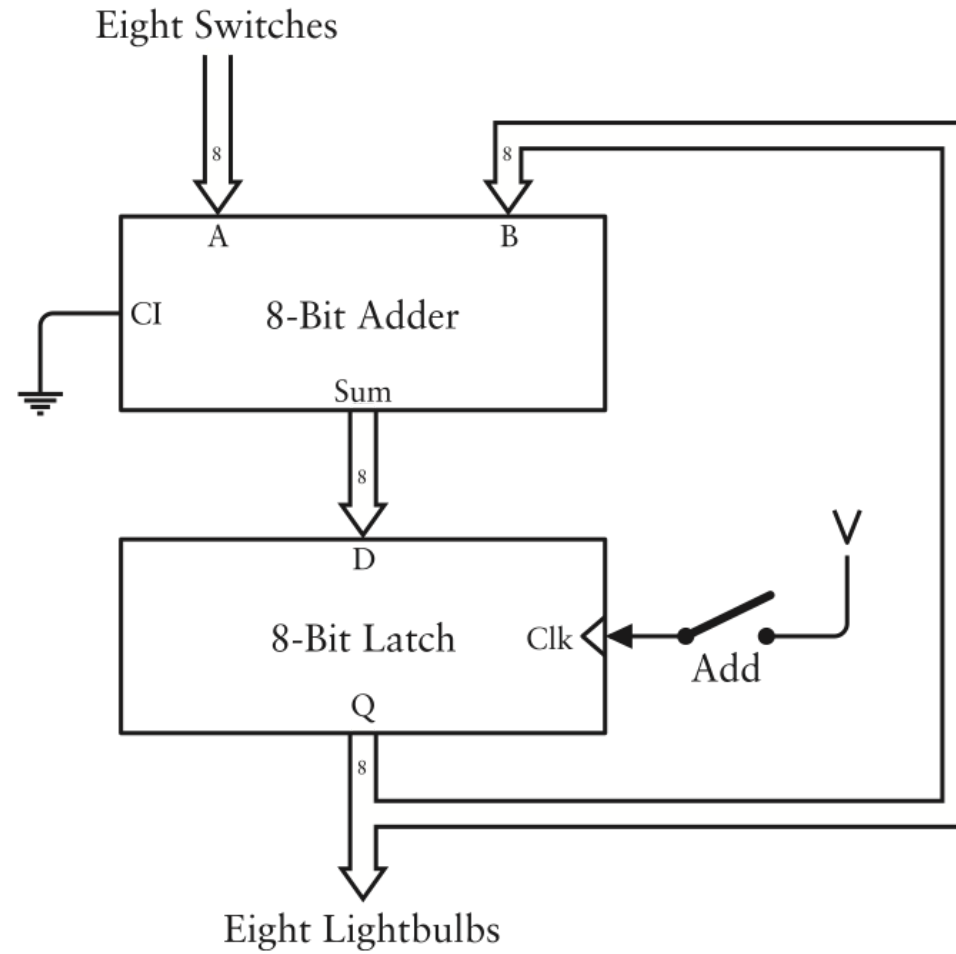 Eight Switches
8
8
A
B
CI
8-Bit Adder
Sum
8
D
V
8-Bit Latch
Clk
Add
Q
8
Eight Lightbulbs